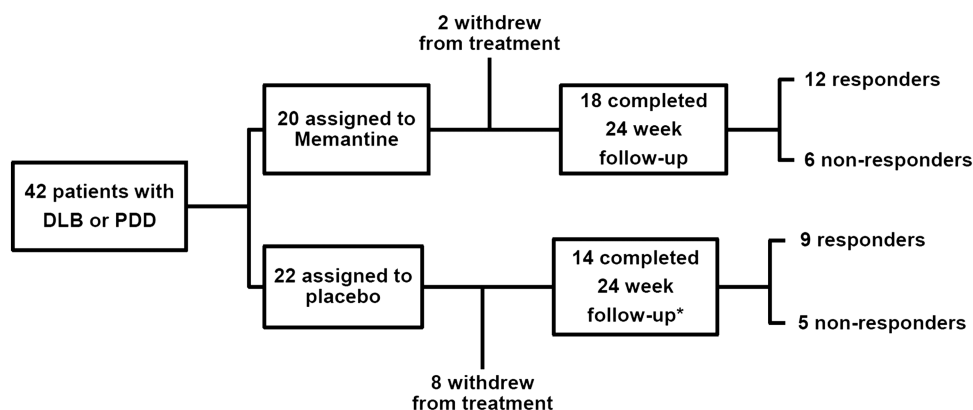 42 patients with
DLB or PDD
20 assigned to
Memantine
2 withdrew
from treatment
18 completed
24 week
follow-up
12 responders
6 non-responders
22 assigned to
placebo
8 withdrew
from treatment
14 completed
24 week
follow-up*
9 responders
5 non-responders